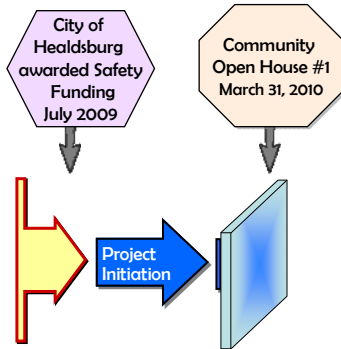 City of
Healdsburg
awarded Safety
Funding
July 2009
Community
Open House #1
March 31, 2010
Project
Initiation